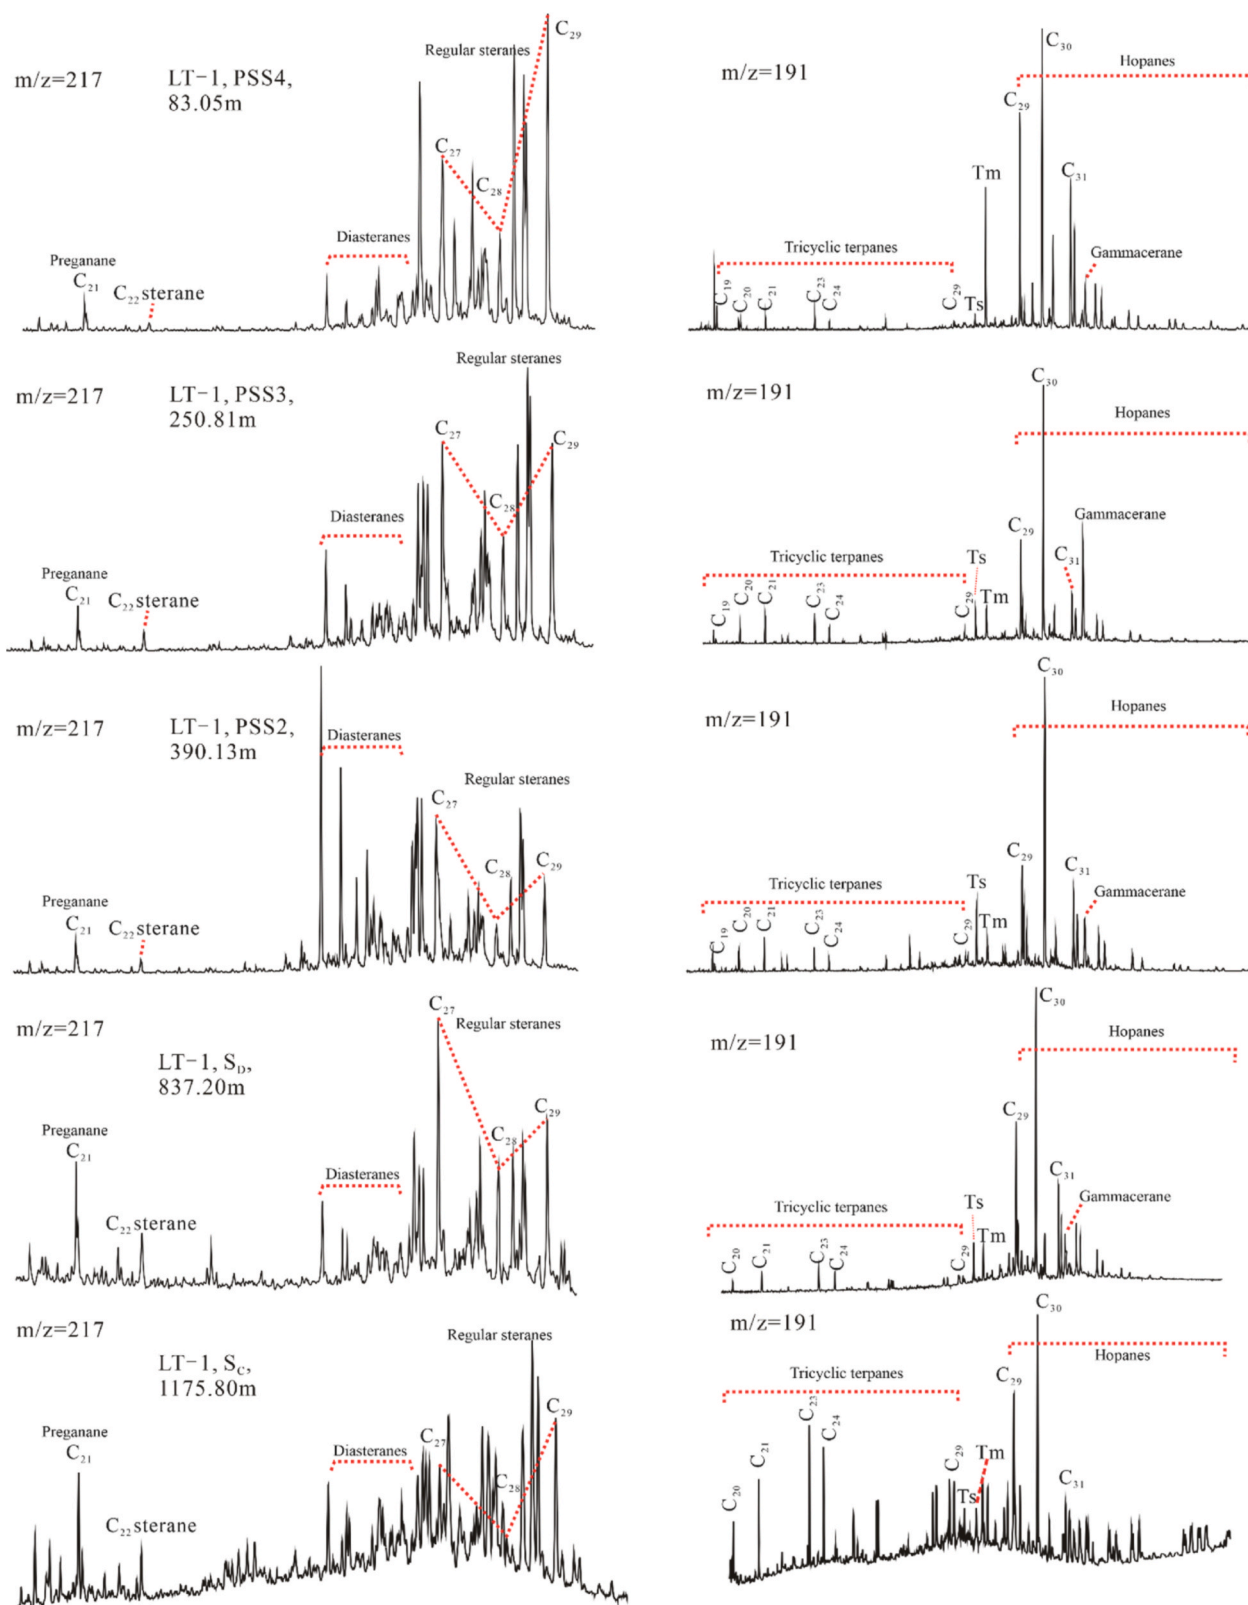 m/z=217
LT-1, PSS4,
83.05m
Regular steranes
C₂₉
C₂₇
C₂₈
Diasteranes
Preganane
C₂₁
C₂₂ sterane
m/z=191
C₃₀
Hopanes
C₂₉
Tm
C₃₁
Gammacerane
Tricyclic terpanes
C₁₉
C₂₀
C₂₁
C₂₃
C₂₄
C₂₉
Ts
m/z=217
LT-1, PSS3,
250.81m
Regular steranes
C₂₇
C₂₉
C₂₈
Diasteranes
Preganane
C₂₁
C₂₂ sterane
m/z=191
C₃₀
Hopanes
Gammacerane
C₂₉
C₃₁
Tricyclic terpanes
Ts
Tm
C₁₉
C₂₀
C₂₁
C₂₃
C₂₄
C₂₉
m/z=217
LT-1, PSS2,
390.13m
Diasteranes
Regular steranes
C₂₇
C₂₈
C₂₉
Preganane
C₂₁
C₂₂ sterane
m/z=191
C₃₀
Hopanes
C₂₉
C₃₁
Gammacerane
Tricyclic terpanes
Ts
Tm
C₁₉
C₂₀
C₂₁
C₂₃
C₂₄
C₂₉
m/z=217
LT-1, S_D,
837.20m
C₂₇
Regular steranes
C₂₉
C₂₈
Preganane
C₂₁
Diasteranes
C₂₂ sterane
m/z=191
C₃₀
Hopanes
C₂₉
C₃₁
Gammacerane
Tricyclic terpanes
Ts
Tm
C₂₀
C₂₁
C₂₃
C₂₄
C₂₉
m/z=217
LT-1, S_C,
1175.80m
Regular steranes
C₂₉
C₂₇
C₂₈
Preganane
C₂₁
Diasteranes
C₂₂ sterane
m/z=191
C₃₀
Hopanes
Tricyclic terpanes
C₂₉
C₂₃
C₂₄
C₂₁
C₂₀
C₂₉
Tm
Ts
C₃₁